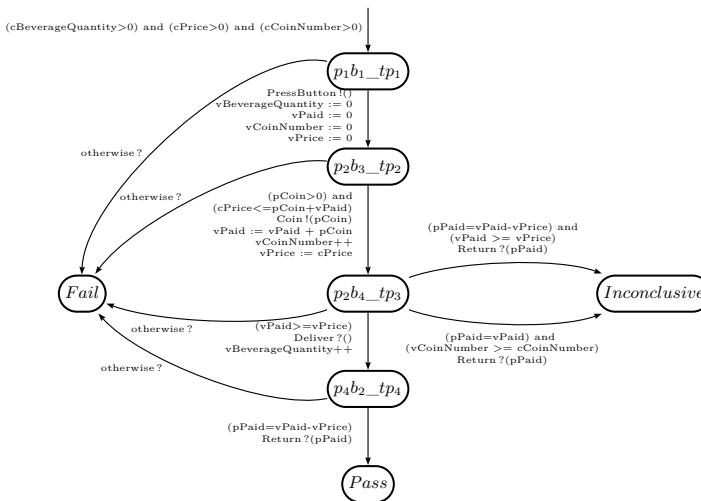 (cBeverageQuantity>0) and (cPrice>0) and (cCoinNumber>0)
p₁b₁_tp₁
PressButton !()
vBeverageQuantity := 0
vPaid := 0
vCoinNumber := 0
vPrice := 0
otherwise ?
p₂b₃_tp₂
otherwise ?
(pCoin>0) and
(cPrice<=pCoin+vPaid)
Coin !(pCoin)
vPaid := vPaid + pCoin
vCoinNumber++
vPrice := cPrice
(pPaid=vPaid-vPrice) and
(vPaid >= vPrice)
Return ?(pPaid)
Fail
p₂b₄_tp₃
Inconclusive
otherwise ?
(vPaid>=vPrice)
Deliver ?()
vBeverageQuantity++
(pPaid=vPaid) and
(vCoinNumber >= cCoinNumber)
Return ?(pPaid)
otherwise ?
p₄b₂_tp₄
(pPaid=vPaid-vPrice)
Return ?(pPaid)
Pass